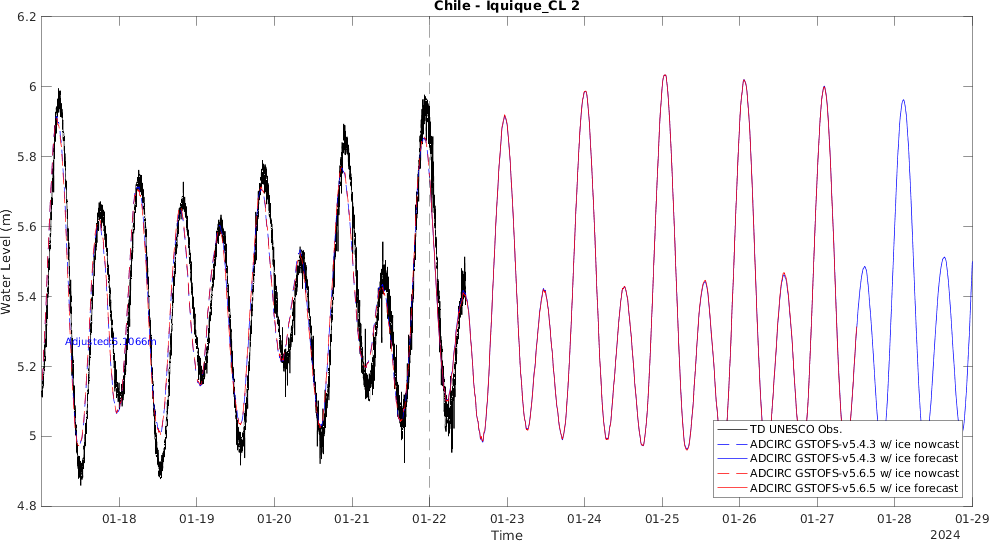 Chile - Iquique_CL 2
6.2
6
5.8
5.6
5.4
5.2
5
4.8
Water Level (m)
TD UNESCO Obs.
ADCIRC GSTOFS-v5.4.3 w/ ice nowcast
ADCIRC GSTOFS-v5.4.3 w/ ice forecast
ADCIRC GSTOFS-v5.6.5 w/ ice nowcast
ADCIRC GSTOFS-v5.6.5 w/ ice forecast
01-18 01-19 01-20 01-21 01-22 01-23 01-24 01-25 01-26 01-27 01-28 01-29
Time
2024